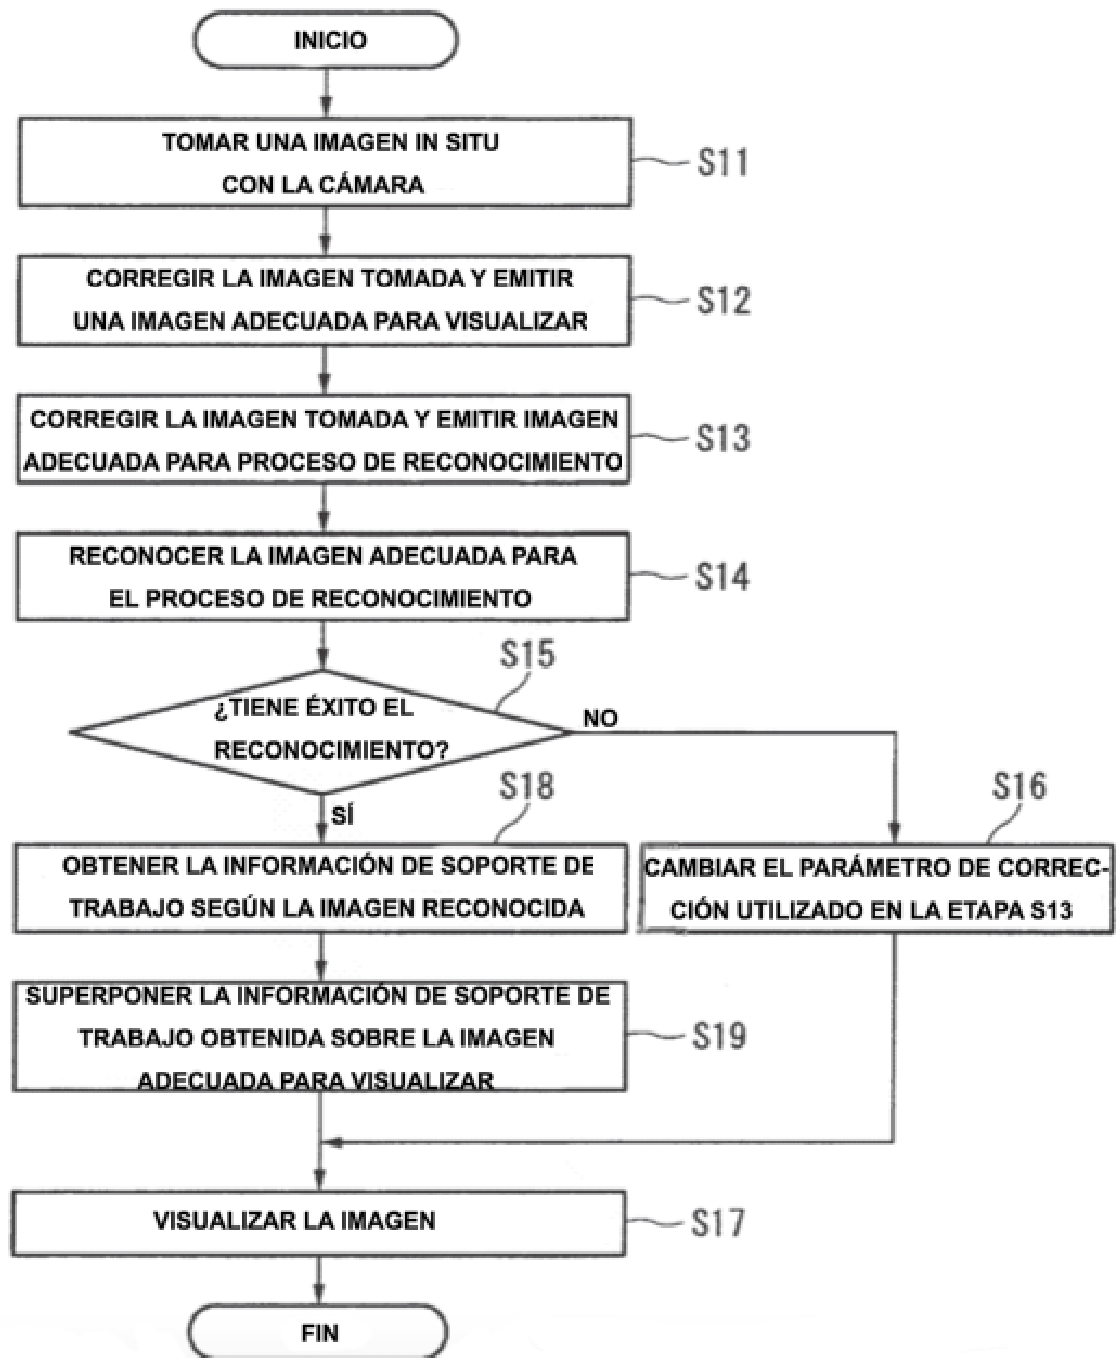 INICIO
TOMAR UNA IMAGEN IN SITU
CON LA CÁMARA
S11
CORREGIR LA IMAGEN TOMADA Y EMITIR
UNA IMAGEN ADECUADA PARA VISUALIZAR
S12
CORREGIR LA IMAGEN TOMADA Y EMITIR IMAGEN
ADECUADA PARA PROCESO DE RECONOCIMIENTO
S13
RECONOCER LA IMAGEN ADECUADA PARA
EL PROCESO DE RECONOCIMIENTO
S14
S15
¿TIENE ÉXITO EL
RECONOCIMIENTO?
NO
SÍ
S18
OBTENER LA INFORMACIÓN DE SOPORTE DE
TRABAJO SEGÚN LA IMAGEN RECONOCIDA
S16
CAMBIAR EL PARÁMETRO DE CORREC-
CIÓN UTILIZADO EN LA ETAPA S13
SUPERPONER LA INFORMACIÓN DE SOPORTE DE
TRABAJO OBTENIDA SOBRE LA IMAGEN
ADECUADA PARA VISUALIZAR
S19
VISUALIZAR LA IMAGEN
S17
FIN